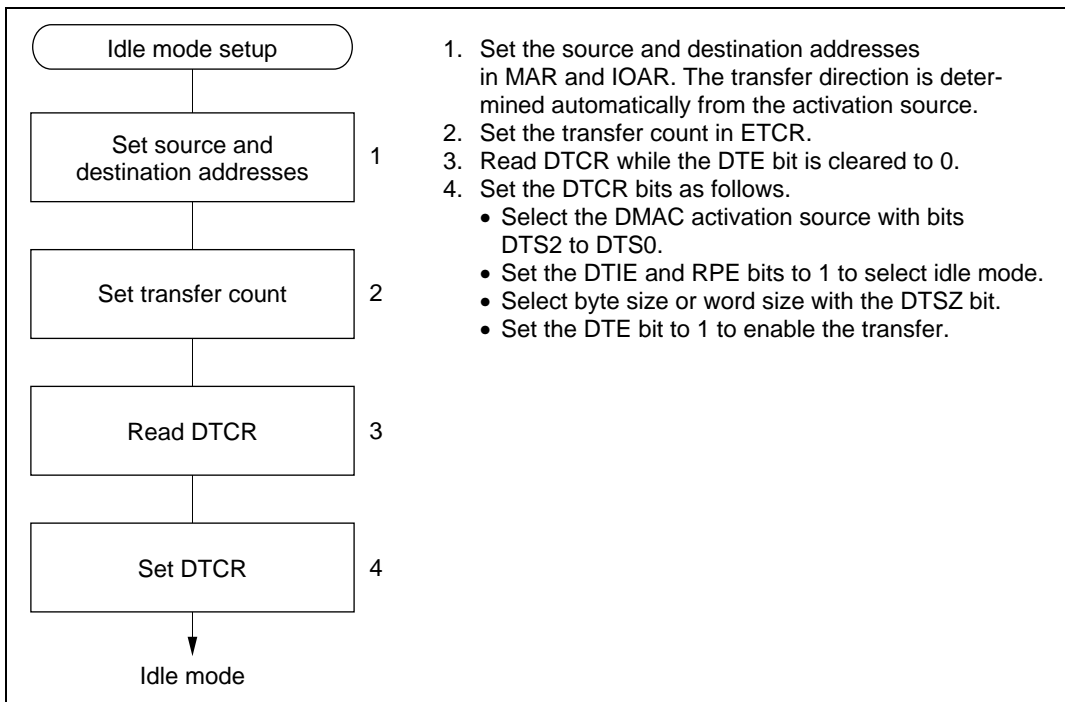 Idle mode setup
Set source and
destination addresses
1
Set transfer count
2
Read DTCR
3
Set DTCR
4
Idle mode
1. Set the source and destination addresses
in MAR and IOAR. The transfer direction is deter-
mined automatically from the activation source.
2. Set the transfer count in ETCR.
3. Read DTCR while the DTE bit is cleared to 0.
4. Set the DTCR bits as follows.
• Select the DMAC activation source with bits
DTS2 to DTS0.
• Set the DTIE and RPE bits to 1 to select idle mode.
• Select byte size or word size with the DTSZ bit.
• Set the DTE bit to 1 to enable the transfer.